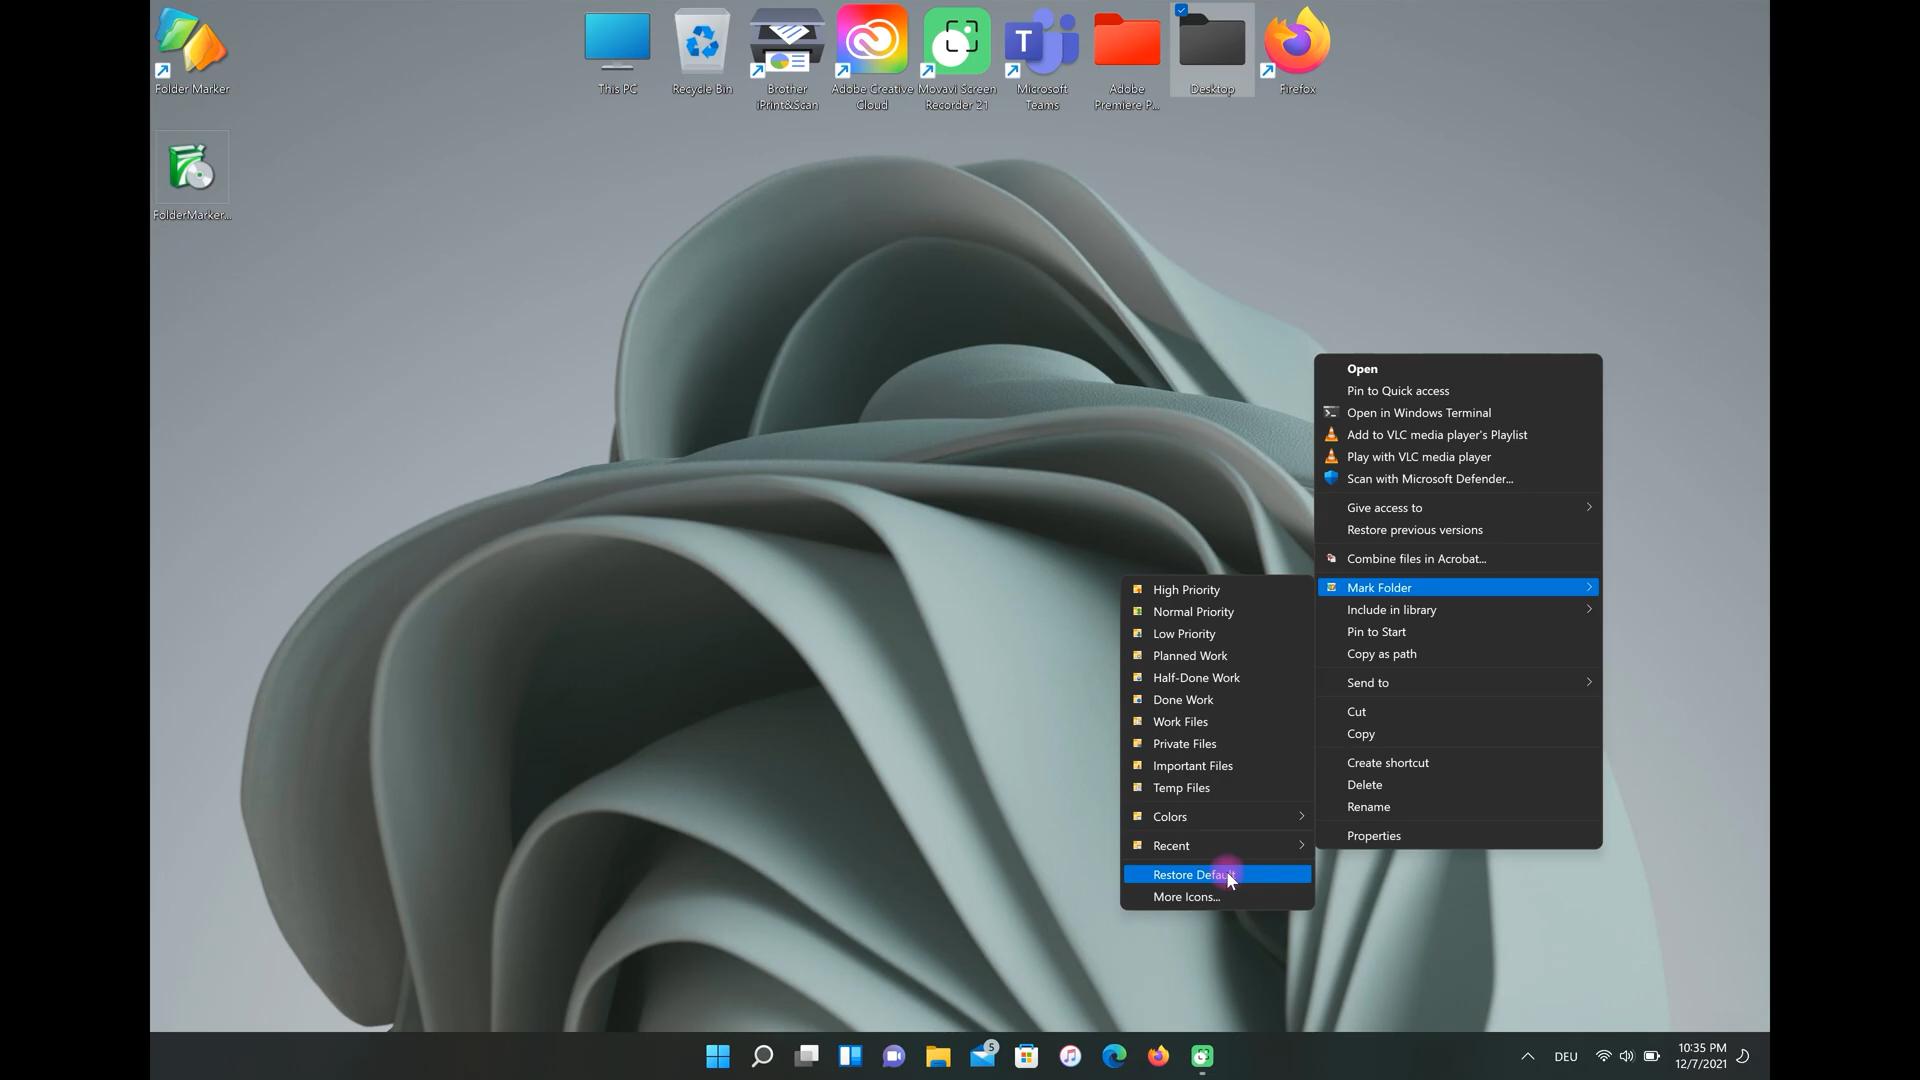 Folder Marker
This PC
Recycle Bin
Brother
iPrint&Scan
Adobe Creative
Cloud
Movavi Screen
Recorder 21
T
Microsoft
Teams
Adobe
Premiere P...
Desktop
Firefox
FolderMarker...
Open
Pin to Quick access
Open in Windows Terminal
Add to VLC media player's Playlist
Play with VLC media player
Scan with Microsoft Defender...
Give access to
Restore previous versions
Combine files in Acrobat...
Mark Folder
Include in library
Pin to Start
Copy as path
Send to
Cut
Copy
Create shortcut
Delete
Rename
Properties
High Priority
Normal Priority
Low Priority
Planned Work
Half-Done Work
Done Work
Work Files
Private Files
Important Files
Temp Files
Colors
Recent
Restore Default
More Icons...
5
DEU
10:35 PM
12/7/2021